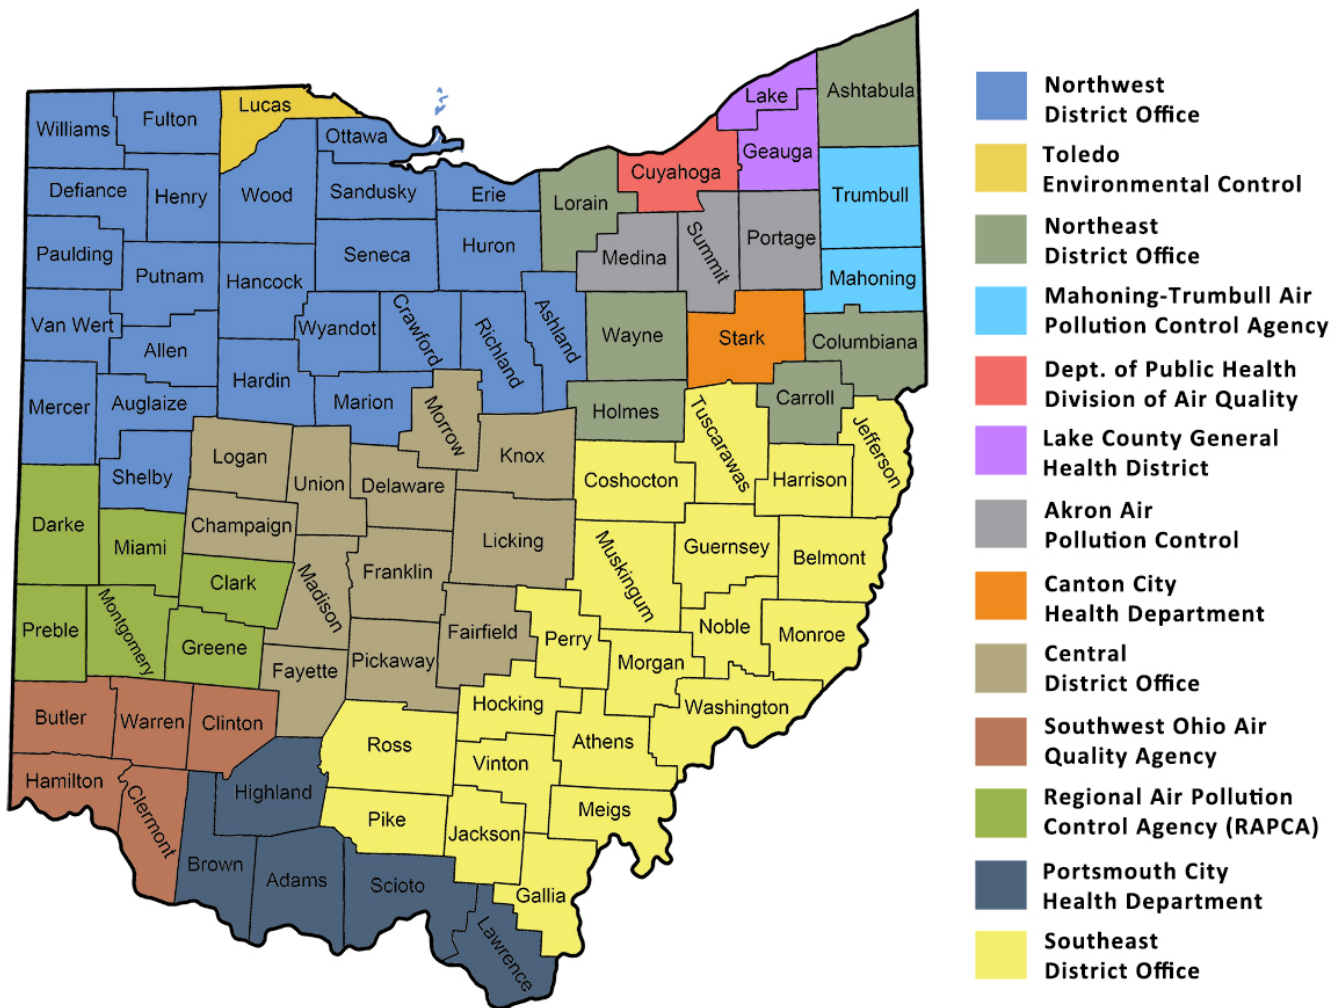 Williams
Fulton
Lucas
Ottawa
Lake
Ashtabula
Geauga
Cuyahoga
Defiance
Henry
Wood
Sandusky
Erie
Lorain
Trumbull
Paulding
Putnam
Hancock
Seneca
Huron
Medina
Summit
Portage
Mahoning
Van Wert
Allen
Wyandot
Crawford
Richland
Ashland
Wayne
Stark
Columbiana
Mercer
Auglaize
Hardin
Marion
Morrow
Holmes
Tuscarawas
Carroll
Jefferson
Shelby
Logan
Union
Delaware
Knox
Coshocton
Harrison
Darke
Miami
Champaign
Clark
Madison
Franklin
Licking
Muskingum
Guernsey
Belmont
Preble
Montgomery
Greene
Fayette
Pickaway
Fairfield
Perry
Morgan
Noble
Monroe
Butler
Warren
Clinton
Ross
Hocking
Athens
Washington
Hamilton
Clermont
Highland
Pike
Vinton
Jackson
Meigs
Brown
Adams
Scioto
Gallia
Lawrence
Northwest
District Office
Toledo
Environmental Control
Northeast
District Office
Mahoning-Trumbull Air
Pollution Control Agency
Dept. of Public Health
Division of Air Quality
Lake County General
Health District
Akron Air
Pollution Control
Canton City
Health Department
Central
District Office
Southwest Ohio Air
Quality Agency
Regional Air Pollution
Control Agency (RAPCA)
Portsmouth City
Health Department
Southeast
District Office